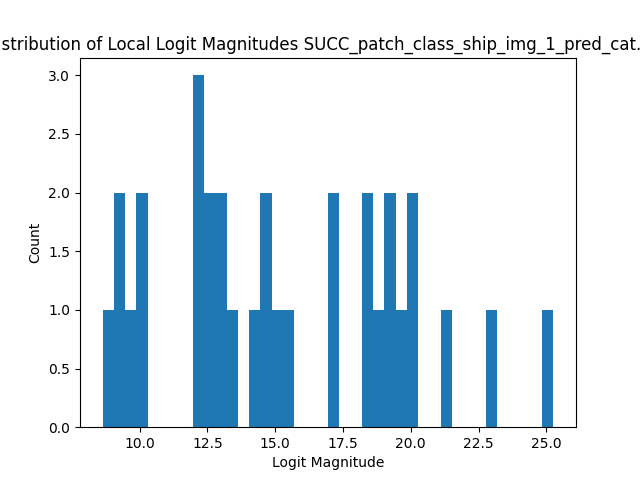 stribution of Local Logit Magnitudes SUCC_patch_class_ship_img_1_pred_cat.
3.0
2.5
2.0
1.5
1.0
0.5
0.0
Count
10.0 12.5 15.0 17.5 20.0 22.5 25.0
Logit Magnitude